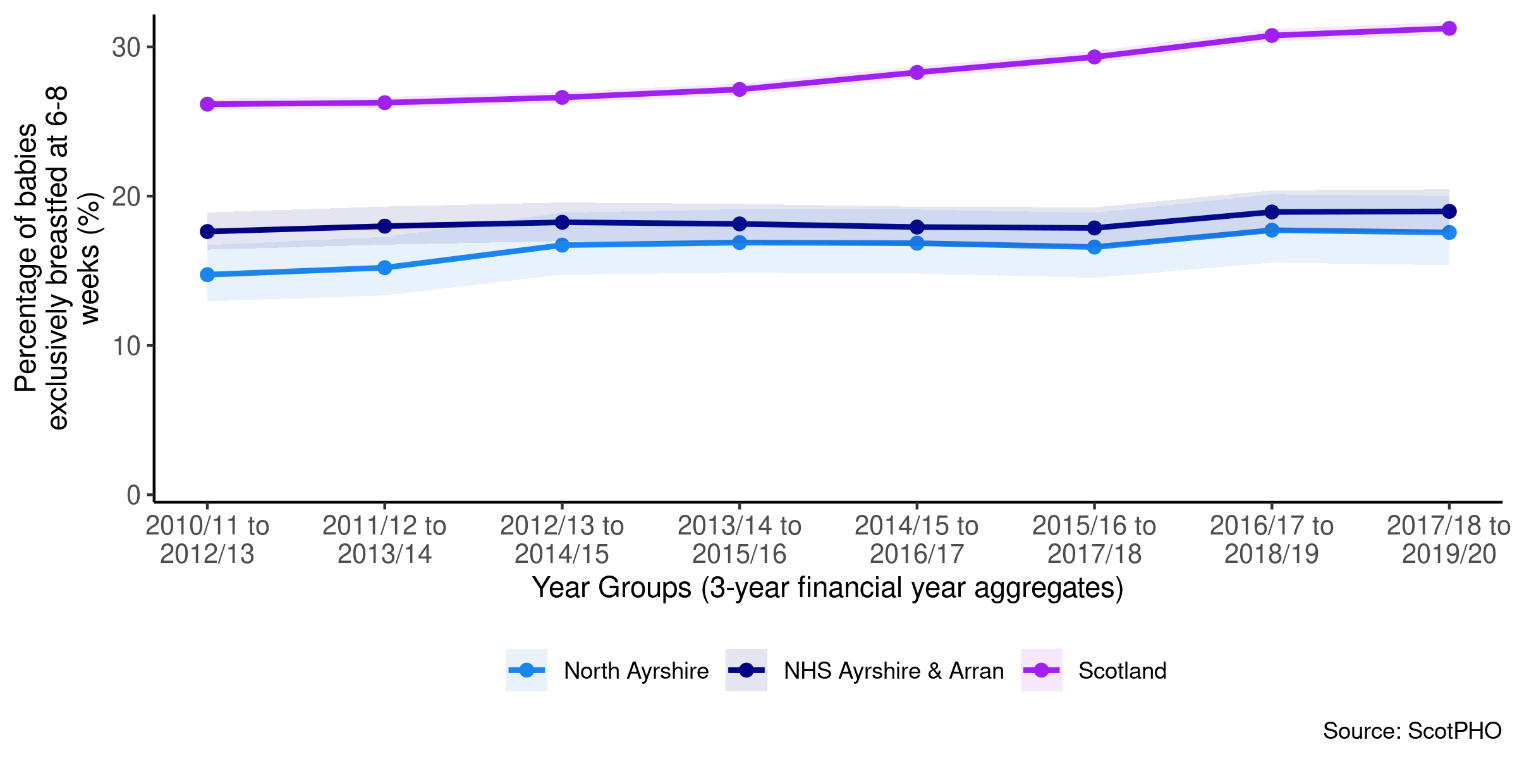 Percentage of babies
exclusively breastfed at 6-8
weeks (%)
30
20
10
0
2010/11 to
2012/13
2011/12 to
2013/14
2012/13 to
2014/15
2013/14 to
2015/16
2014/15 to
2016/17
2015/16 to
2017/18
2016/17 to
2018/19
2017/18 to
2019/20
Year Groups (3-year financial year aggregates)
North Ayrshire
NHS Ayrshire & Arran
Scotland
Source: ScotPHO